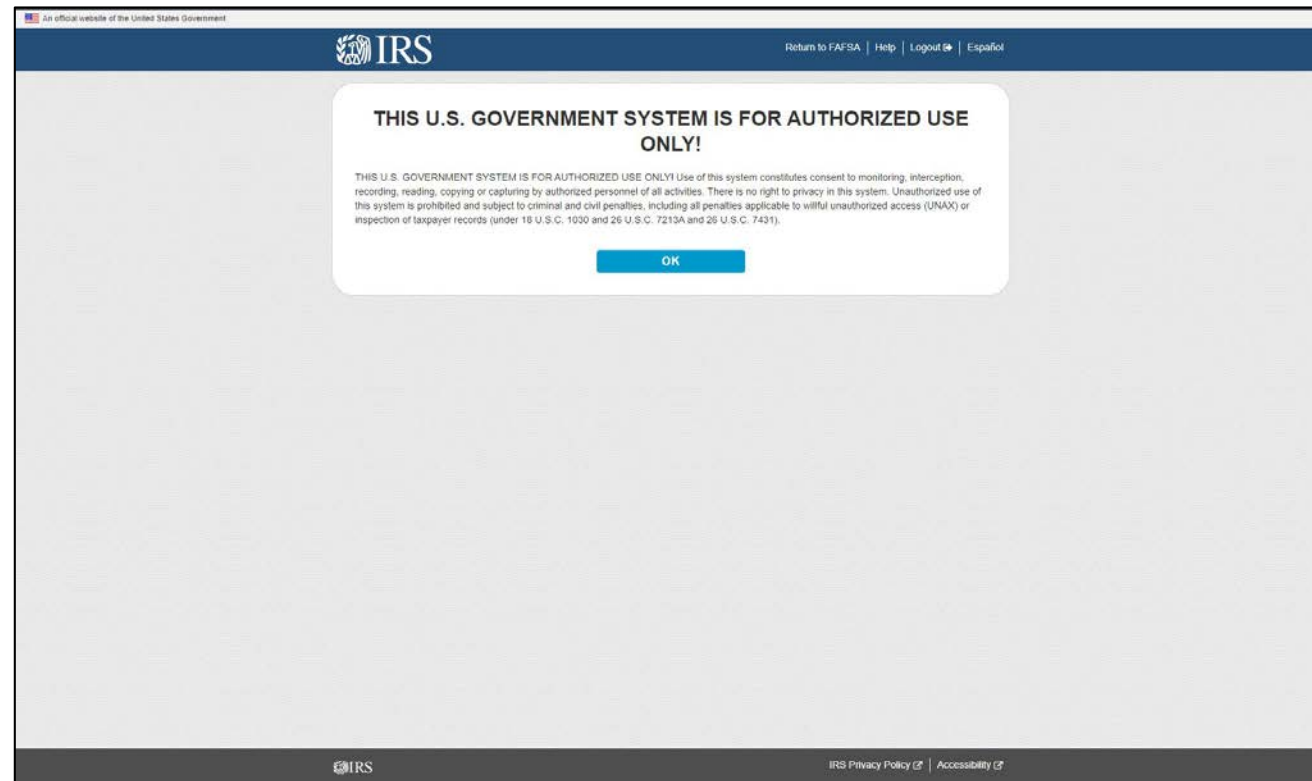 An official website of the United States Government
IRS
Return to FAFSA | Help | Logout | Español
THIS U.S. GOVERNMENT SYSTEM IS FOR AUTHORIZED USE
ONLY!
THIS U.S. GOVERNMENT SYSTEM IS FOR AUTHORIZED USE ONLY! Use of this system constitutes consent to monitoring, interception,
recording, reading, copying or capturing by authorized personnel of all activities. There is no right to privacy in this system. Unauthorized use of
this system is prohibited and subject to criminal and civil penalties, including all penalties applicable to willful unauthorized access (UNAX) or
inspection of taxpayer records (under 18 U.S.C. 1030 and 26 U.S.C. 7213A and 26 U.S.C. 7431).
OK
IRS
IRS Privacy Policy | Accessibility